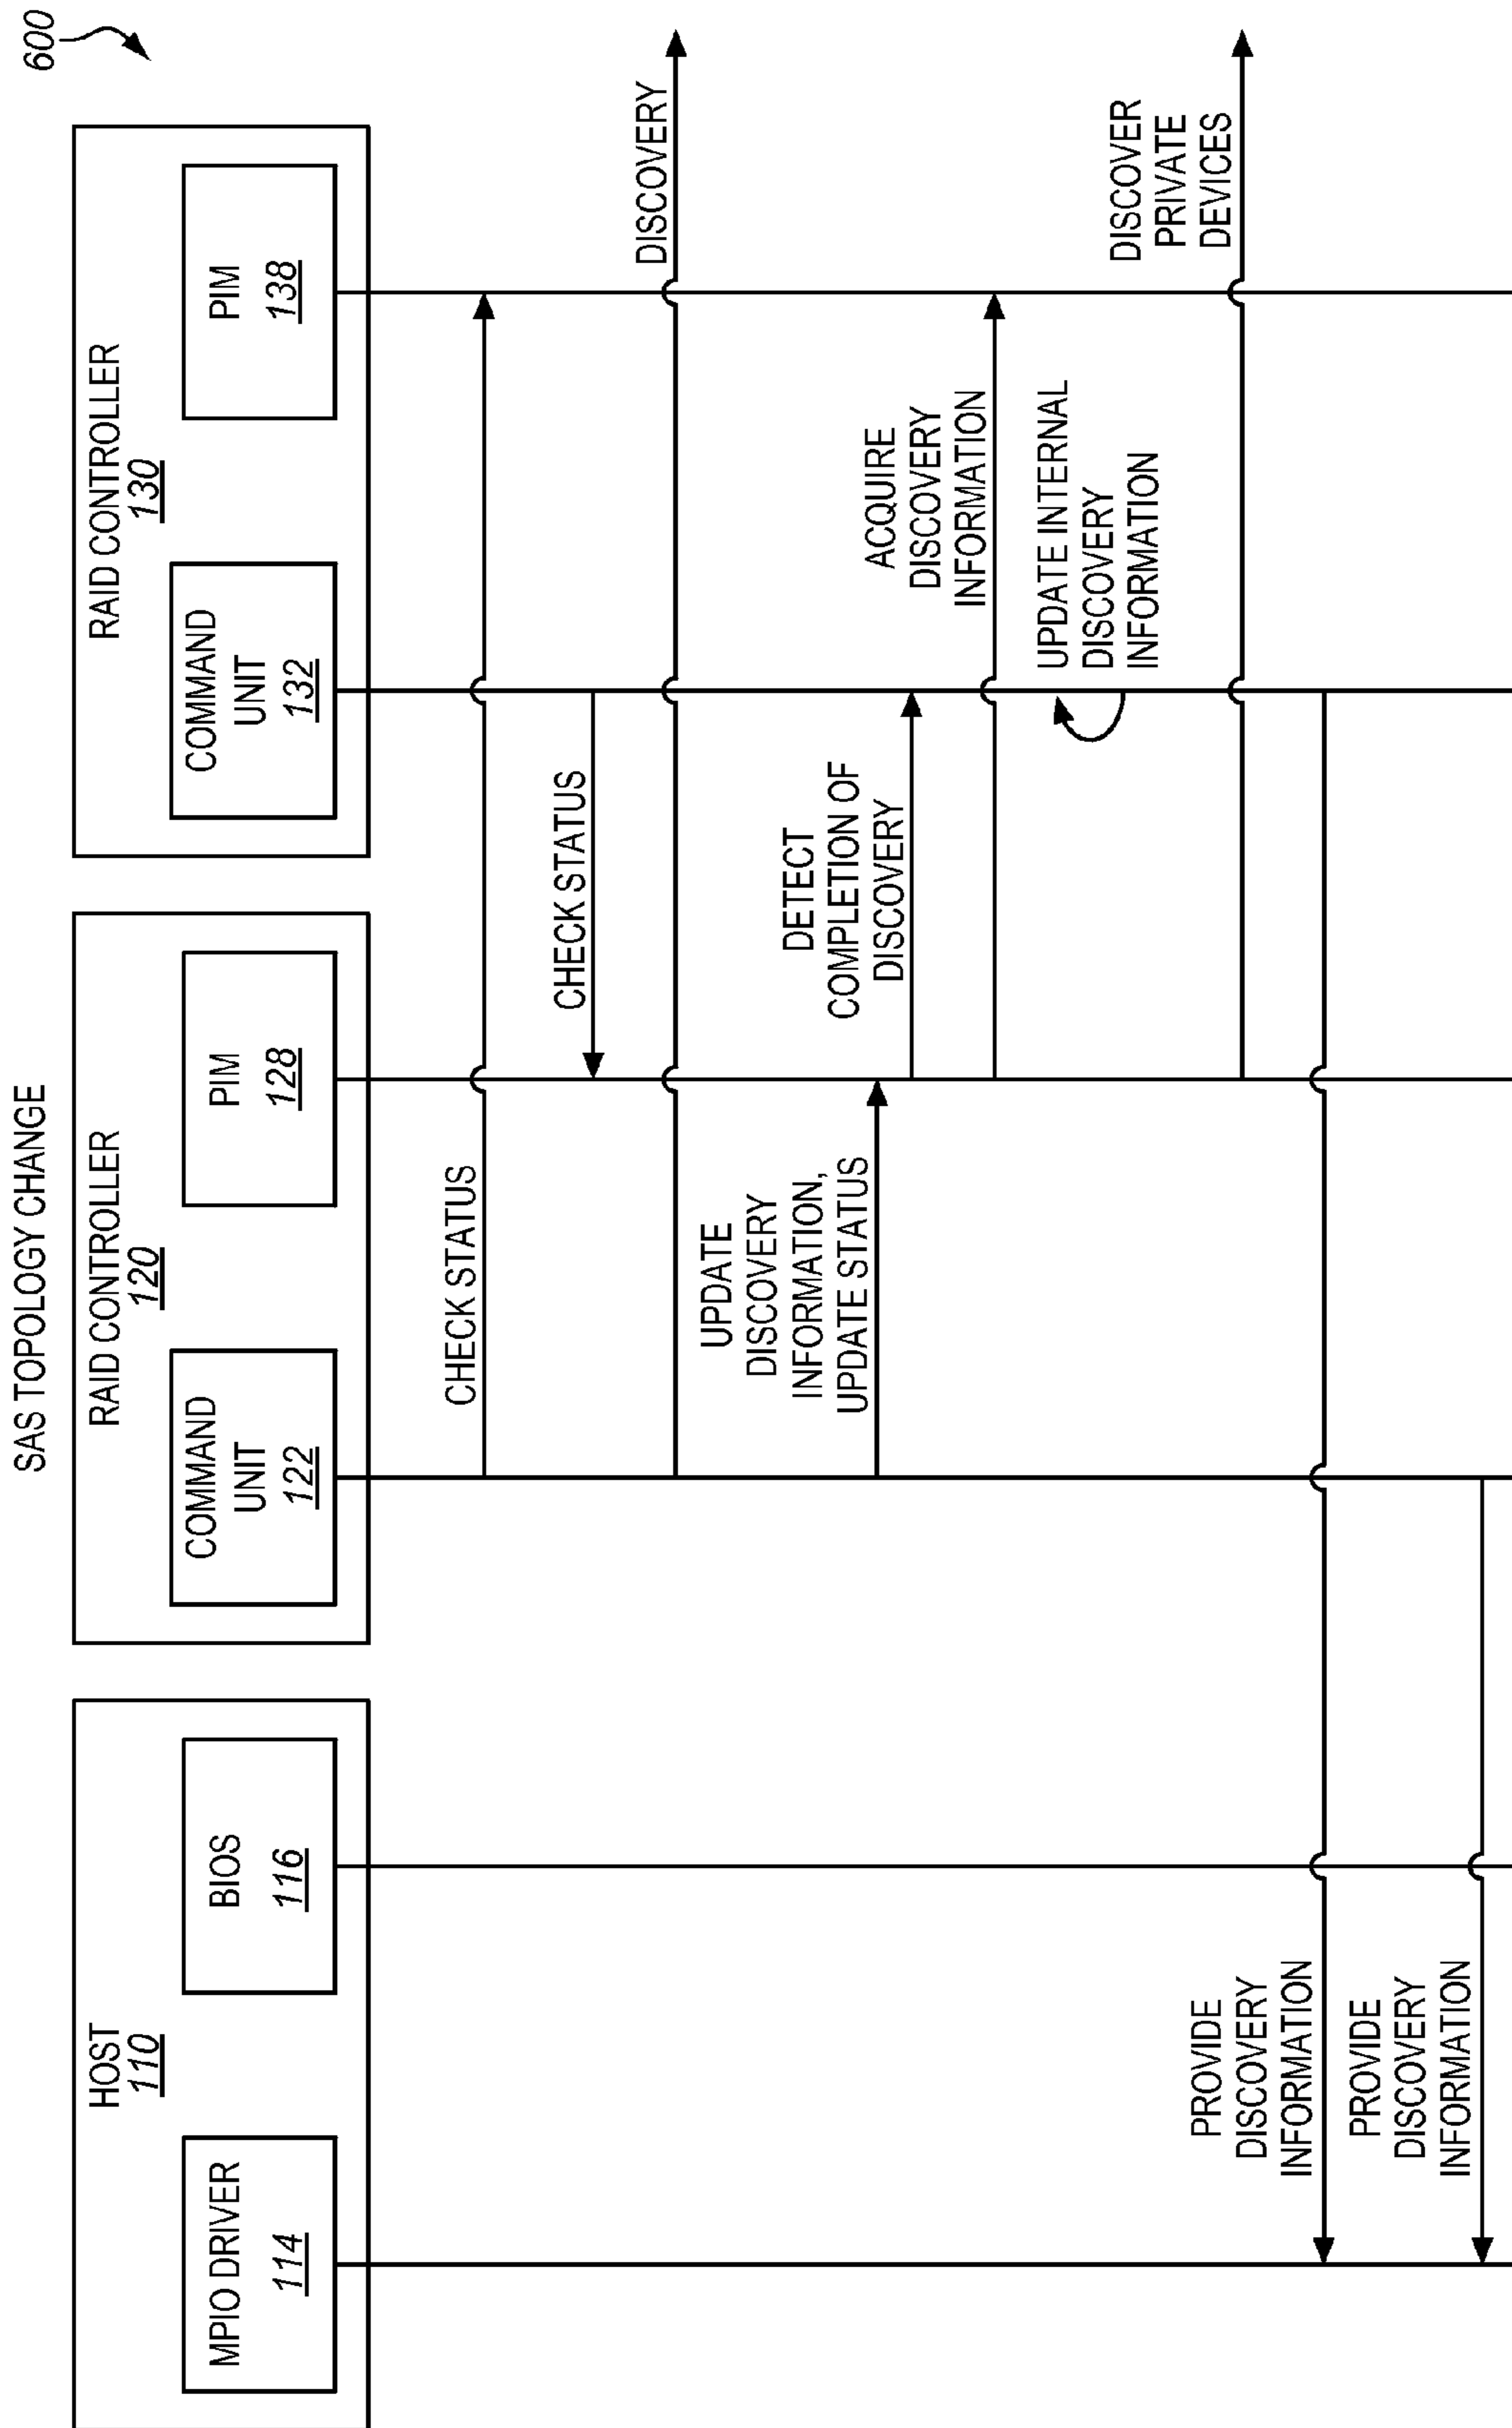 600
SAS TOPOLOGY CHANGE
HOST
110
MPIO DRIVER
114
BIOS
116
RAID CONTROLLER
120
COMMAND
UNIT
122
PIM
128
RAID CONTROLLER
130
COMMAND
UNIT
132
PIM
138
CHECK STATUS
CHECK STATUS
DISCOVERY
UPDATE
DISCOVERY
INFORMATION,
UPDATE STATUS
DETECT
COMPLETION OF
DISCOVERY
ACQUIRE
DISCOVERY
INFORMATION
UPDATE INTERNAL
DISCOVERY
INFORMATION
DISCOVER
PRIVATE
DEVICES
PROVIDE
DISCOVERY
INFORMATION
PROVIDE
DISCOVERY
INFORMATION